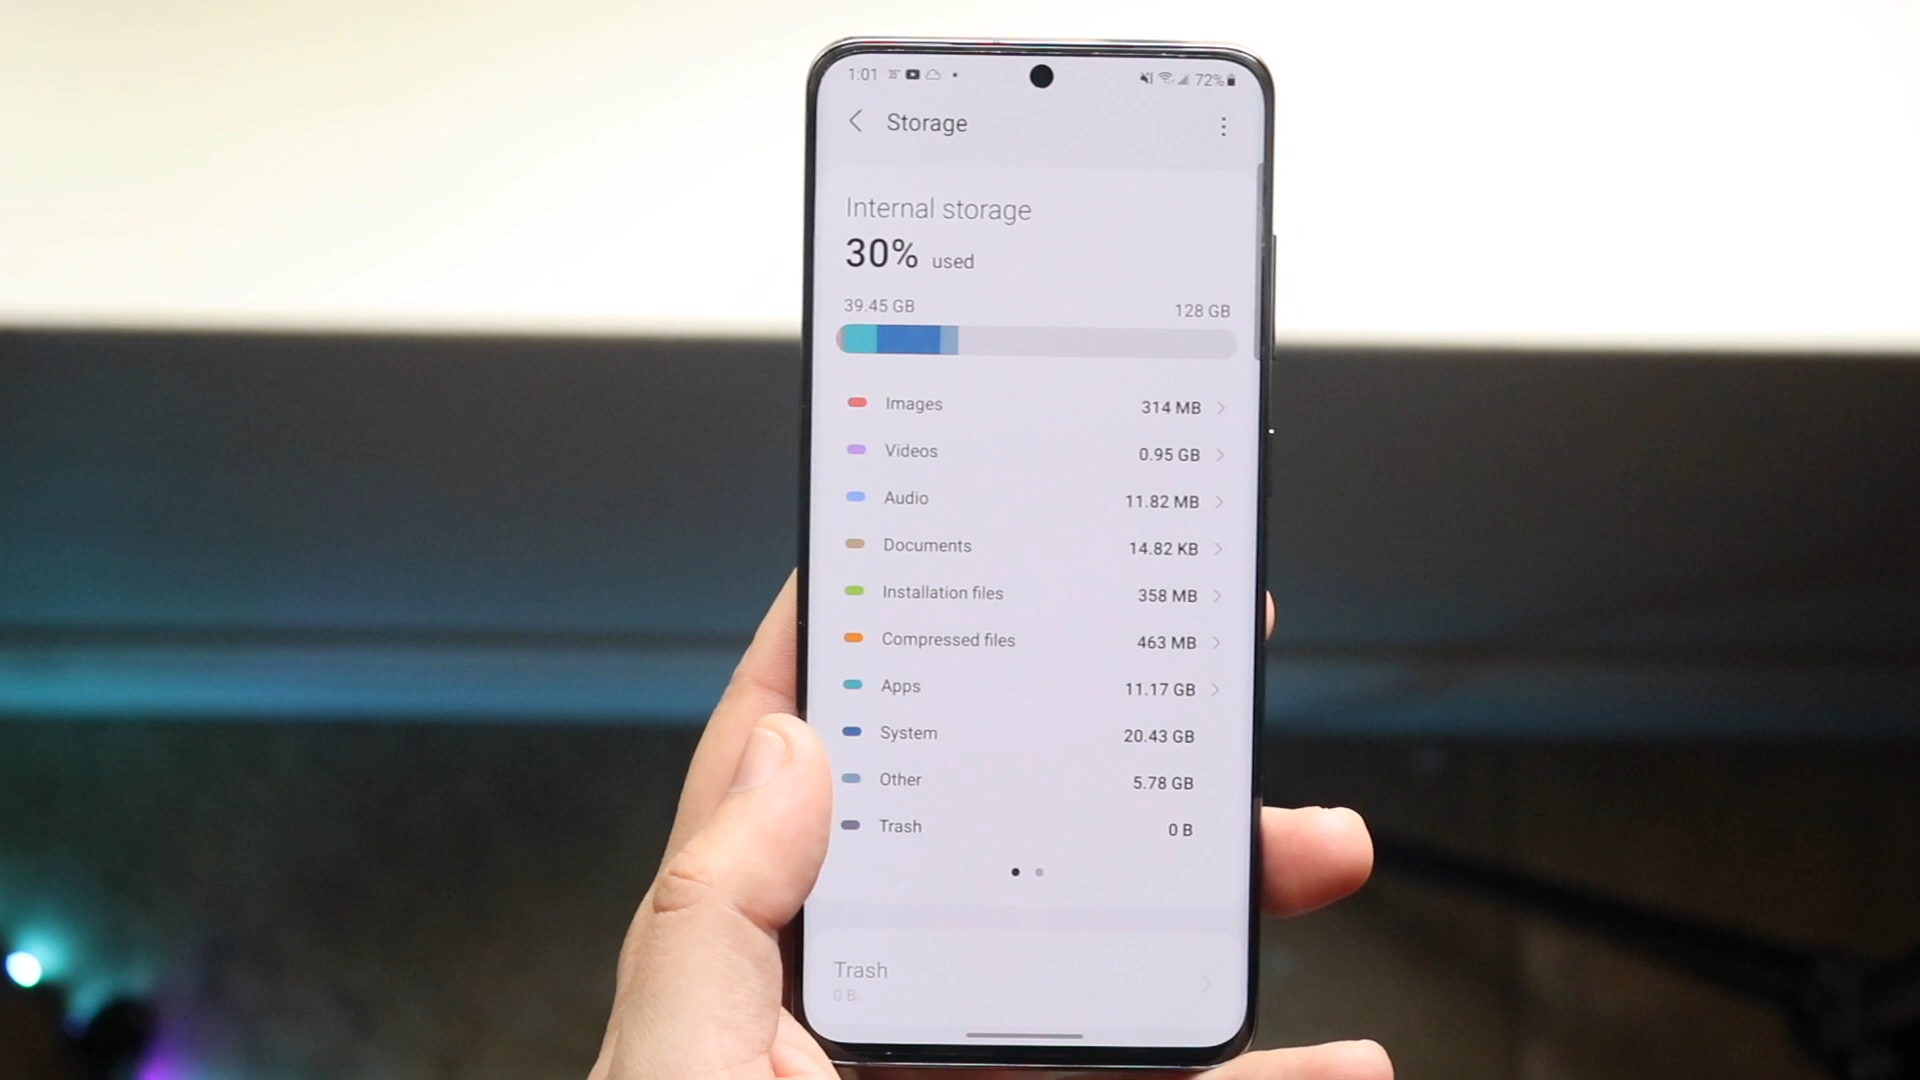 1:01 72%
Storage
Internal storage
30% used
39.45 GB 128 GB
Images 314 MB
Videos 0.95 GB
Audio 11.82 MB
Documents 14.82 KB
Installation files 358 MB
Compressed files 463 MB
Apps 11.17 GB
System 20.43 GB
Other 5.78 GB
Trash 0 B
Trash
0 B